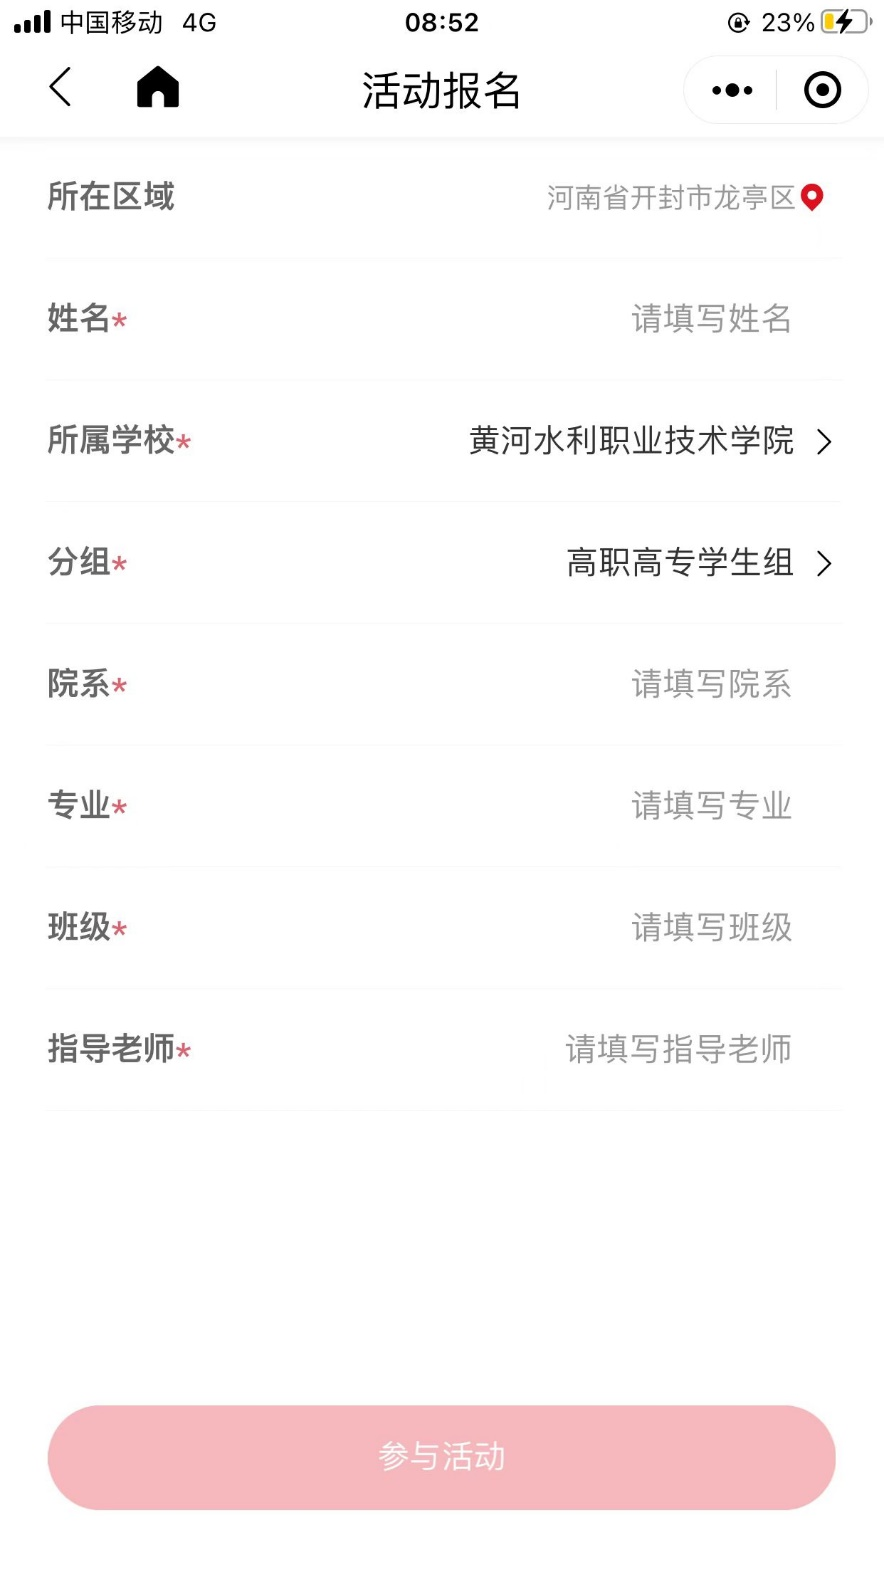 中国移动 4G 08:52 23%
活动报名
所在区域 河南省开封市龙亭区
姓名* 请填写姓名
所属学校* 黄河水利职业技术学院
分组* 高职高专学生组
院系* 请填写院系
专业* 请填写专业
班级* 请填写班级
指导老师* 请填写指导老师
参与活动